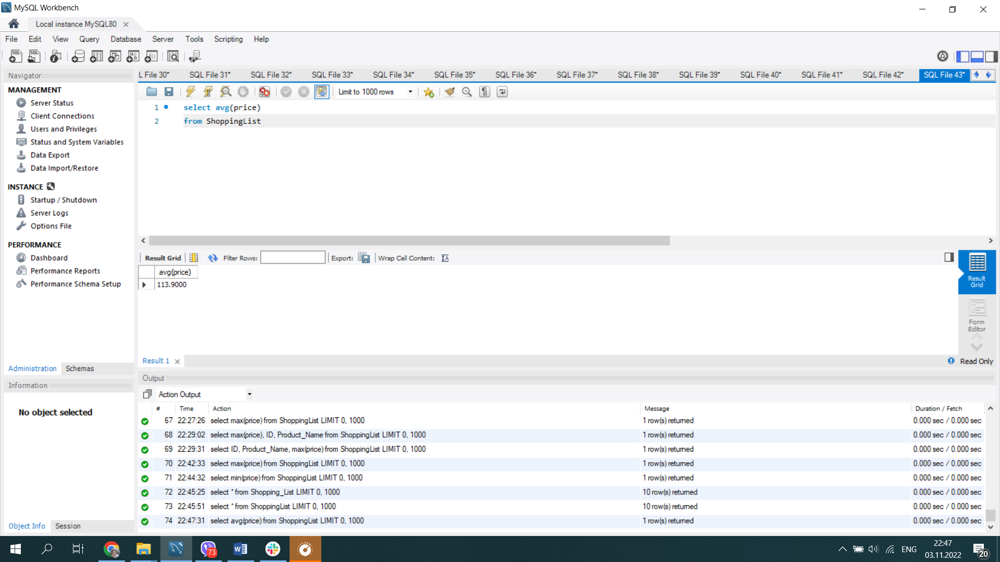 MySQL Workbench
Local instance MySQL80
File Edit View Query Database Server Tools Scripting Help
Navigator
L File 30* SQL File 31* SQL File 32* SQL File 33* SQL File 34* SQL File 35* SQL File 36* SQL File 37* SQL File 38* SQL File 39* SQL File 40* SQL File 41* SQL File 42* SQL File 43*
MANAGEMENT
Server Status
Client Connections
Users and Privileges
Status and System Variables
Data Export
Data Import/Restore
INSTANCE
Startup / Shutdown
Server Logs
Options File
PERFORMANCE
Dashboard
Performance Reports
Performance Schema Setup
Administration Schemas
Information
No object selected
Object Info Session
Limit to 1000 rows
1 select avg(price)
2 from ShoppingList
Result Grid Filter Rows: Export: Wrap Cell Content:
avg(price)
113.9000
Result
Grid
Form
Editor
Result 1
Read Only
Output
Action Output
# Time Action Message Duration / Fetch
67 22:27:26 select max(price) from ShoppingList LIMIT 0, 1000 1 row(s) returned 0.000 sec / 0.000 sec
68 22:29:02 select max(price), ID, Product_Name from ShoppingList LIMIT 0, 1000 1 row(s) returned 0.000 sec / 0.000 sec
69 22:29:31 select ID, Product_Name, max(price) from ShoppingList LIMIT 0, 1000 1 row(s) returned 0.000 sec / 0.000 sec
70 22:42:33 select max(price) from ShoppingList LIMIT 0, 1000 1 row(s) returned 0.000 sec / 0.000 sec
71 22:44:32 select min(price) from ShoppingList LIMIT 0, 1000 1 row(s) returned 0.000 sec / 0.000 sec
72 22:45:25 select * from Shopping_List LIMIT 0, 1000 10 row(s) returned 0.000 sec / 0.000 sec
73 22:45:51 select * from ShoppingList LIMIT 0, 1000 10 row(s) returned 0.000 sec / 0.000 sec
74 22:47:31 select avg(price) from ShoppingList LIMIT 0, 1000 1 row(s) returned 0.000 sec / 0.000 sec
73
ENG
22:47
03.11.2022
20